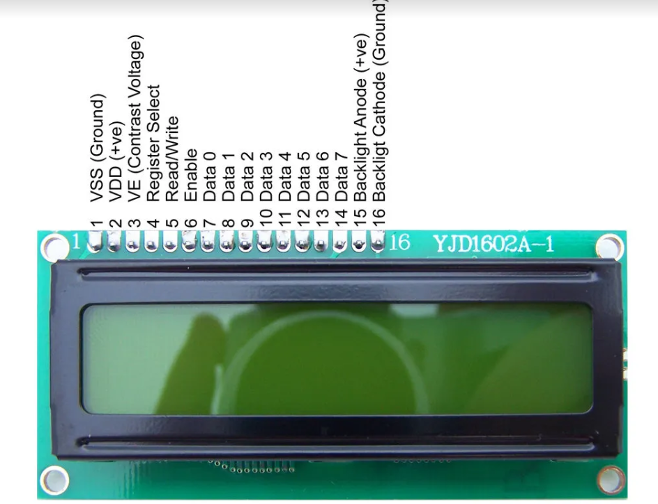 1 VSS (Ground)
2 VDD (+ve)
3 VE (Contrast Voltage)
4 Register Select
5 Read/Write
6 Enable
7 Data 0
8 Data 1
9 Data 2
10 Data 3
11 Data 4
12 Data 5
13 Data 6
14 Data 7
15 Backlight Anode (+ve)
16 Backligt Cathode (Ground)
1
16
YJD1602A-1